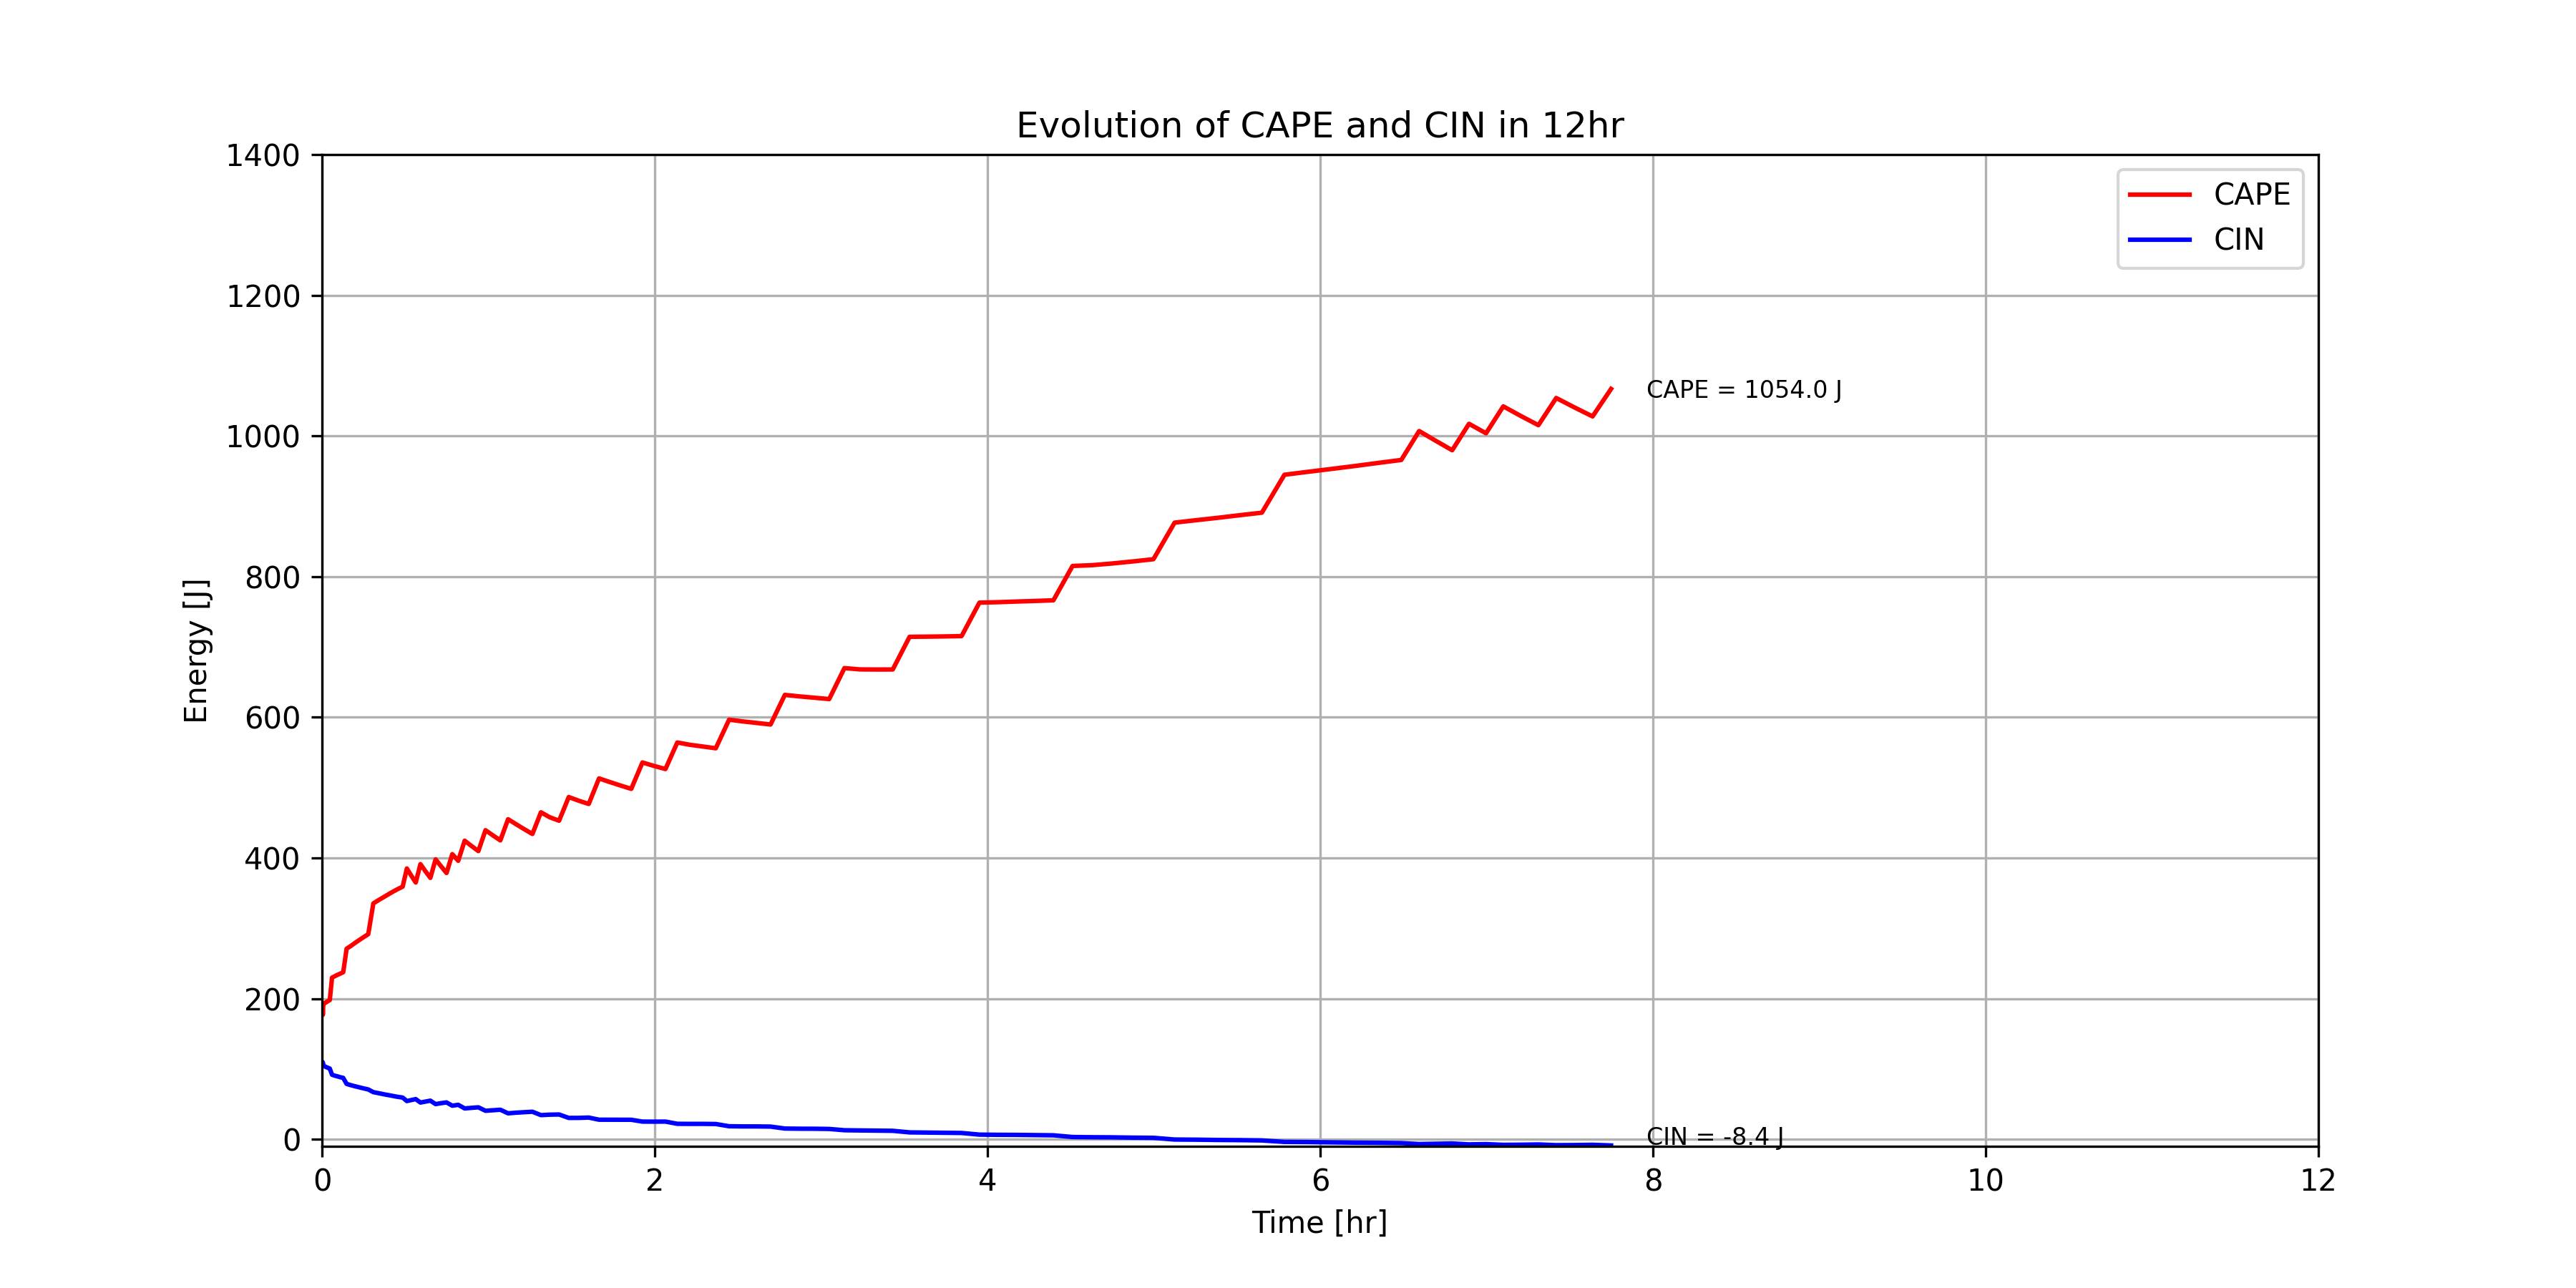 Evolution of CAPE and CIN in 12hr
1400
1200
1000
800
600
400
200
0
Energy [J]
CAPE
CIN
CAPE = 1054.0 J
CIN = -8.4 J
0 2 4 6 8 10 12
Time [hr]